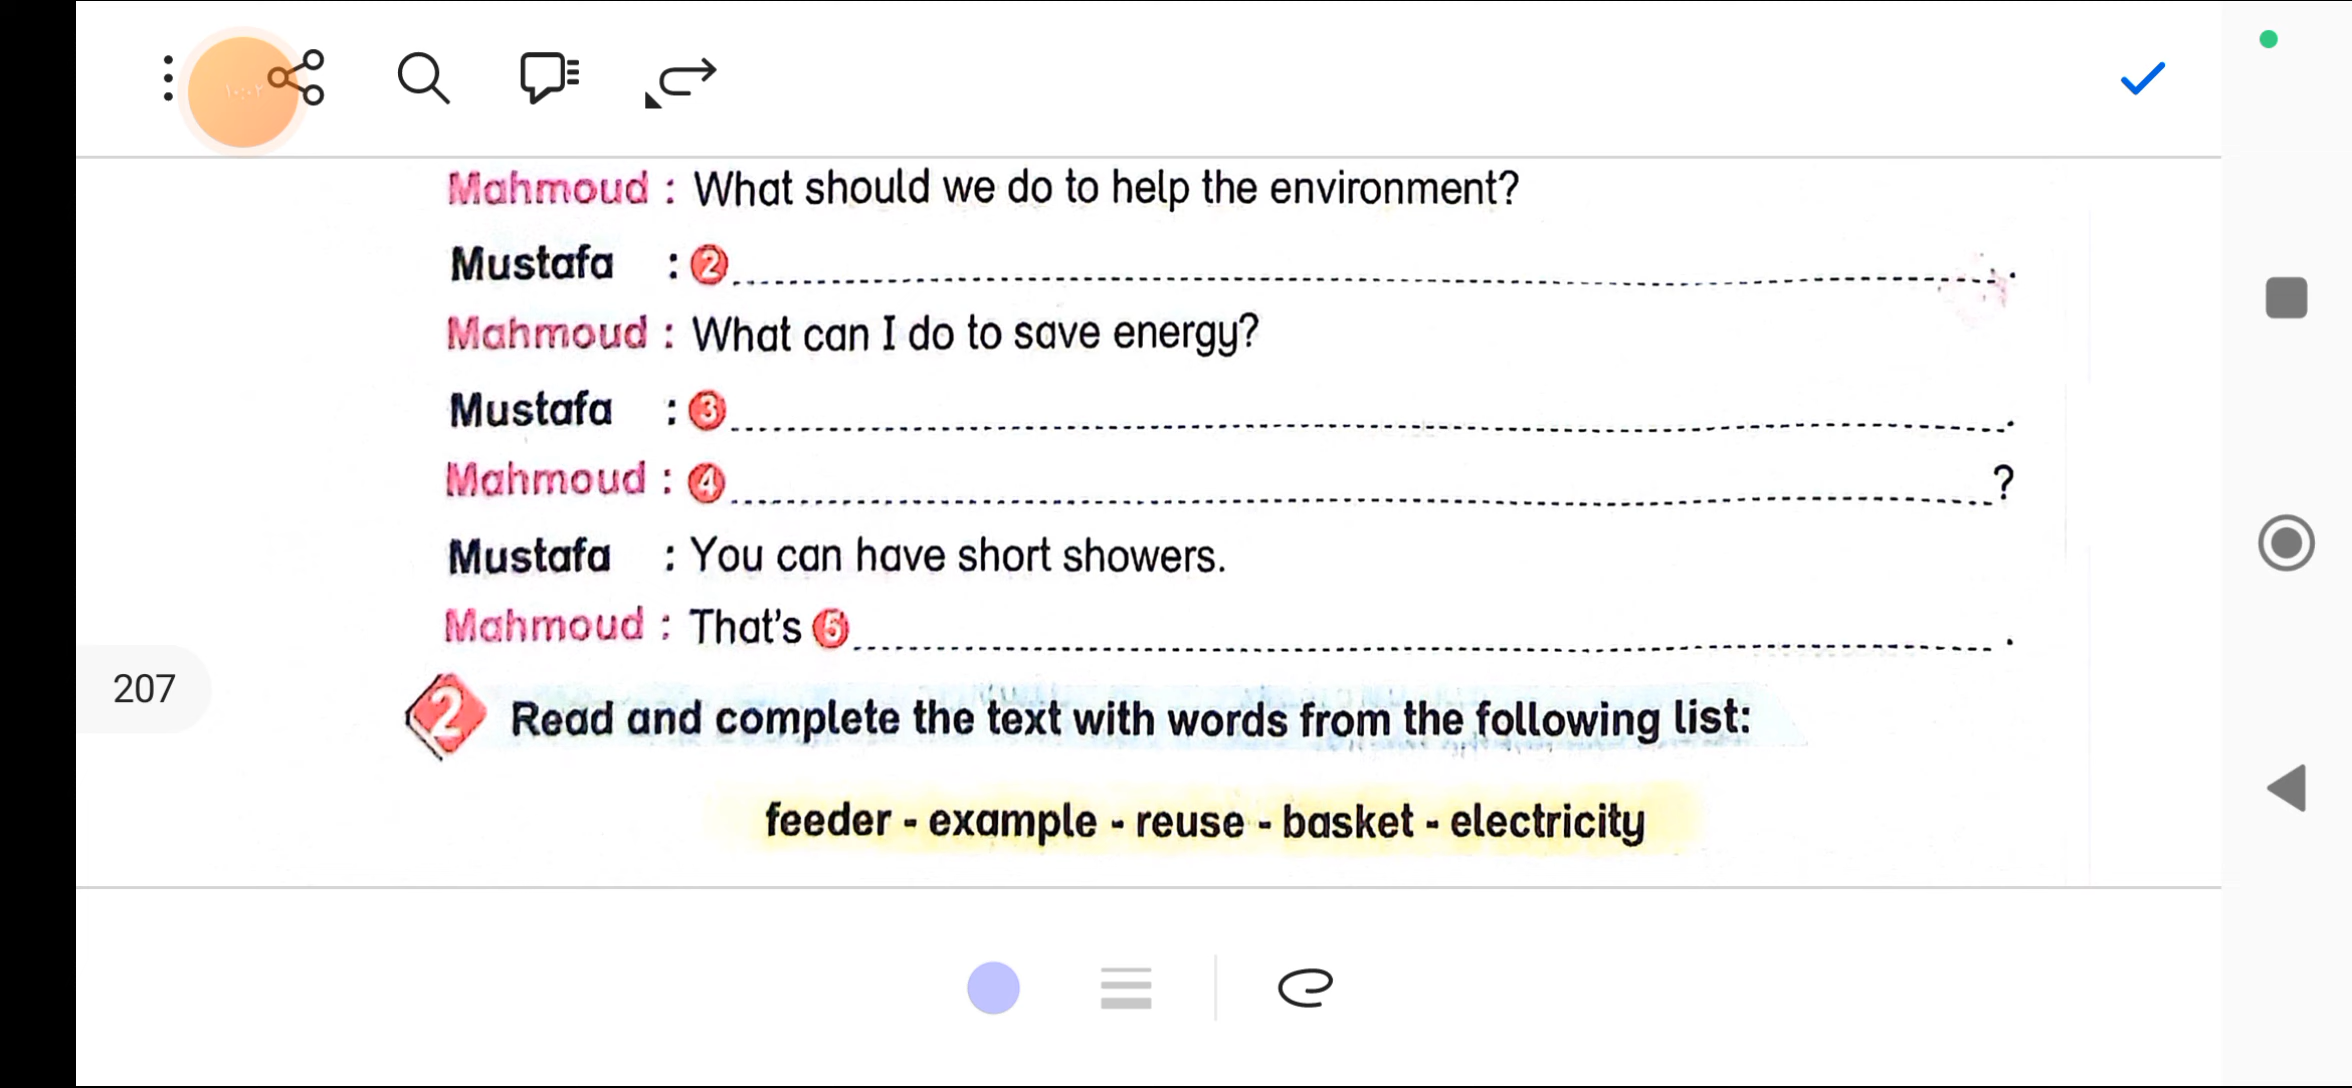 ١٠:٠٢
Mahmoud : What should we do to help the environment?
Mustafa : 2 .
Mahmoud : What can I do to save energy?
Mustafa : 3 .
Mahmoud : 4 ?
Mustafa : You can have short showers.
Mahmoud : That's 5 .
207
2 Read and complete the text with words from the following list:
feeder - example - reuse - basket - electricity